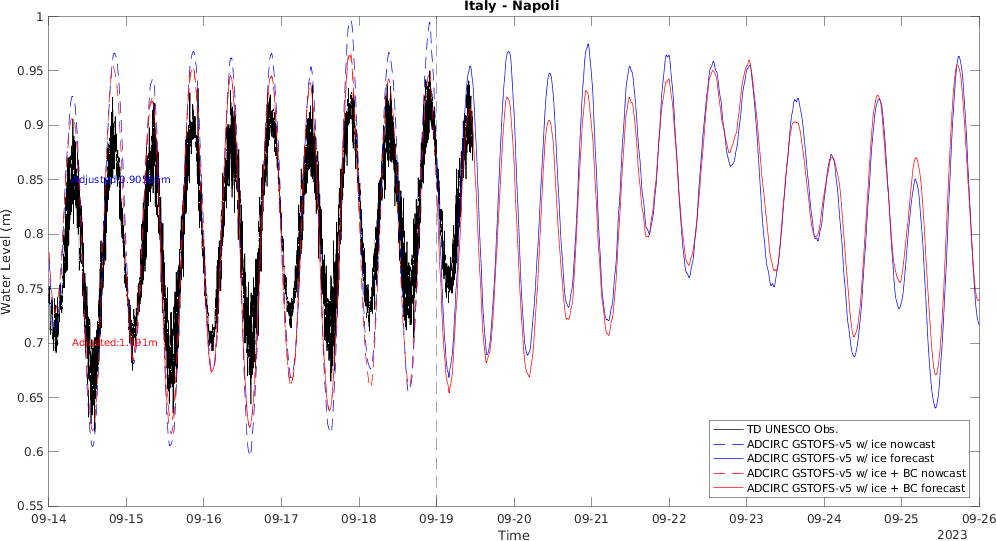 Italy - Napoli
1
0.95
0.9
0.85
0.8
0.75
0.7
0.65
0.6
0.55
Water Level (m)
TD UNESCO Obs.
ADCIRC GSTOFS-v5 w/ ice nowcast
ADCIRC GSTOFS-v5 w/ ice forecast
ADCIRC GSTOFS-v5 w/ ice + BC nowcast
ADCIRC GSTOFS-v5 w/ ice + BC forecast
09-14 09-15 09-16 09-17 09-18 09-19 09-20 09-21 09-22 09-23 09-24 09-25 09-26
Time
2023